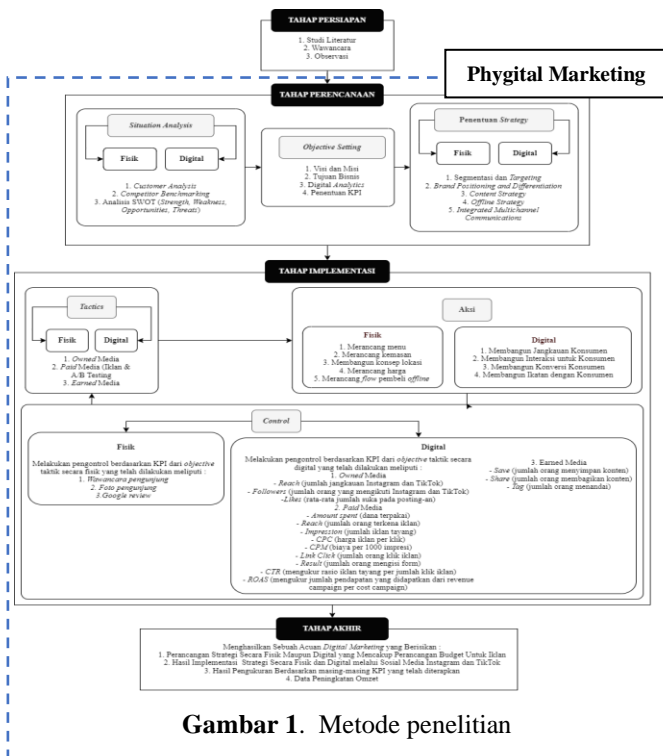 TAHAP PERSIAPAN
1. Studi Literatur
2. Wawancara
3. Observasi
Phygital Marketing
TAHAP PERENCANAAN
Situation Analysis
Fisik
Digital
1. Customer Analysis
2. Competitor Benchmarking
3. Analisis SWOT (Strength, Weakness,
Opportunities, Threats)
Objective Setting
1. Visi dan Misi
2. Tujuan Bisnis
3. Digital Analytics
4. Penentuan KPI
Penentuan Strategy
Fisik
Digital
1. Segmentasi dan Targeting
2. Brand Positioning and Differentiation
3. Content Strategy
4. Offline Strategy
5. Integrated Multichannel
Communications
TAHAP IMPLEMENTASI
Tactics
Fisik
Digital
1. Owned Media
2. Paid Media (Iklan &
A/B Testing
3. Earned Media
Aksi
Fisik
1. Merancang menu
2. Merancang kemasan
3. Membangun konsep lokasi
4. Merancang harga
5. Merancang flow pembeli offline
Digital
1. Membangun Jangkauan Konsumen
2. Membangun Interaksi untuk Konsumen
3. Membangun Konversi Konsumen
4. Membangun Ikatan dengan Konsumen
Control
Fisik
Melakukan pengontrol berdasarkan KPI dari objective
taktik secara fisik yang telah dilakukan meliputi :
1. Wawancara pengunjung
2. Foto pengunjung
3.Google review
Digital
Melakukan pengontrol berdasarkan KPI dari objective taktik secara
digital yang telah dilakukan meliputi :
1. Owned Media
- Reach (jumlah jangkauan Instagram dan TikTok)
- Followers (jumlah orang yang mengikuti Instagram dan TikTok)
-Likes (rata-rata jumlah suka pada posting-an)
2. Paid Media
- Amount spent (dana terpakai)
- Reach (jumlah orang terkena iklan)
- Impression (jumlah iklan tayang)
- CPC (harga iklan per klik)
- CPM (biaya per 1000 impresi)
- Link Click (jumlah orang klik iklan)
- Result (jumlah orang mengisi form)
- CTR (mengukur rasio iklan tayang per jumlah klik iklan)
- ROAS (mengukur jumlah pendapatan yang didapatkan dari revenue
campaign per cost campaign)
3. Earned Media
- Save (jumlah orang menyimpan konten)
- Share (jumlah orang membagikan konten)
- Tag (jumlah orang menandai)
TAHAP AKHIR
Menghasilkan Sebuah Acuan Digital Marketing yang Berisikan :
1. Perancangan Strategi Secara Fisik Maupun Digital yang Mencakup Perancangan Budget Untuk Iklan
2. Hasil Implementasi Strategi Secara Fisik dan Digital melalui Sosial Media Instagram dan TikTok
3. Hasil Pengukuran Berdasarkan masing-masing KPI yang telah diterapkan
4. Data Peningkatan Omzet
Gambar 1. Metode penelitian